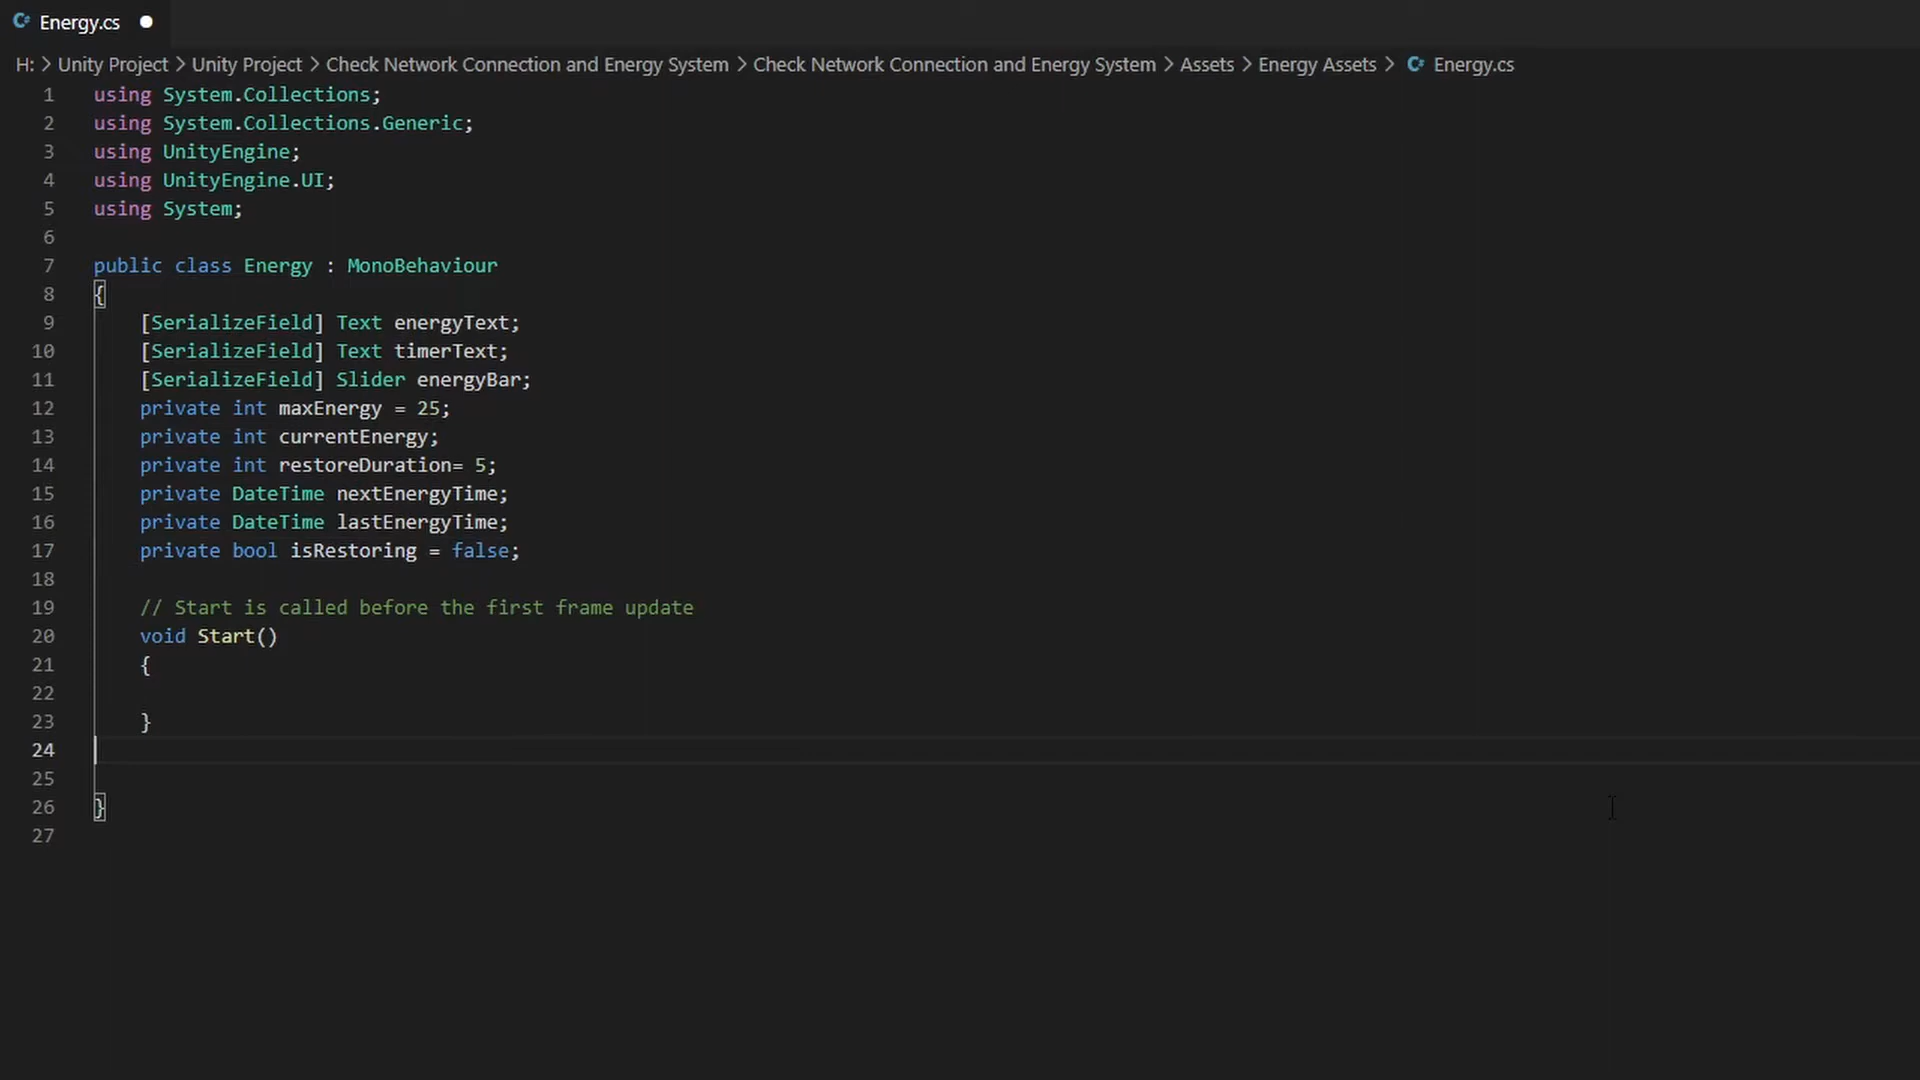 Energy.cs
H: > Unity Project > Unity Project > Check Network Connection and Energy System > Check Network Connection and Energy System > Assets > Energy Assets > Energy.cs
1 using System.Collections;
2 using System.Collections.Generic;
3 using UnityEngine;
4 using UnityEngine.UI;
5 using System;
6
7 public class Energy : MonoBehaviour
8 {
9 [SerializeField] Text energyText;
10 [SerializeField] Text timerText;
11 [SerializeField] Slider energyBar;
12 private int maxEnergy = 25;
13 private int currentEnergy;
14 private int restoreDuration= 5;
15 private DateTime nextEnergyTime;
16 private DateTime lastEnergyTime;
17 private bool isRestoring = false;
18
19 // Start is called before the first frame update
20 void Start()
21 {
22
23 }
24
25
26 }
27